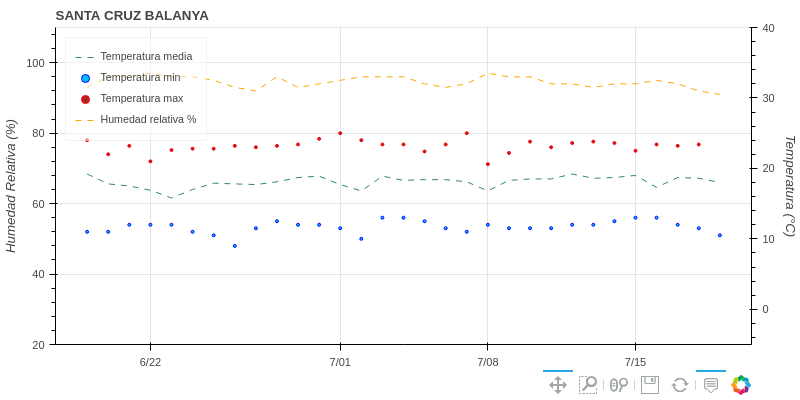 SANTA CRUZ BALANYA
Temperatura media
Temperatura min
Temperatura max
Humedad relativa %
Humedad Relativa (%)
100
80
60
40
20
Temperatura (°C)
40
30
20
10
0
6/22
7/01
7/08
7/15